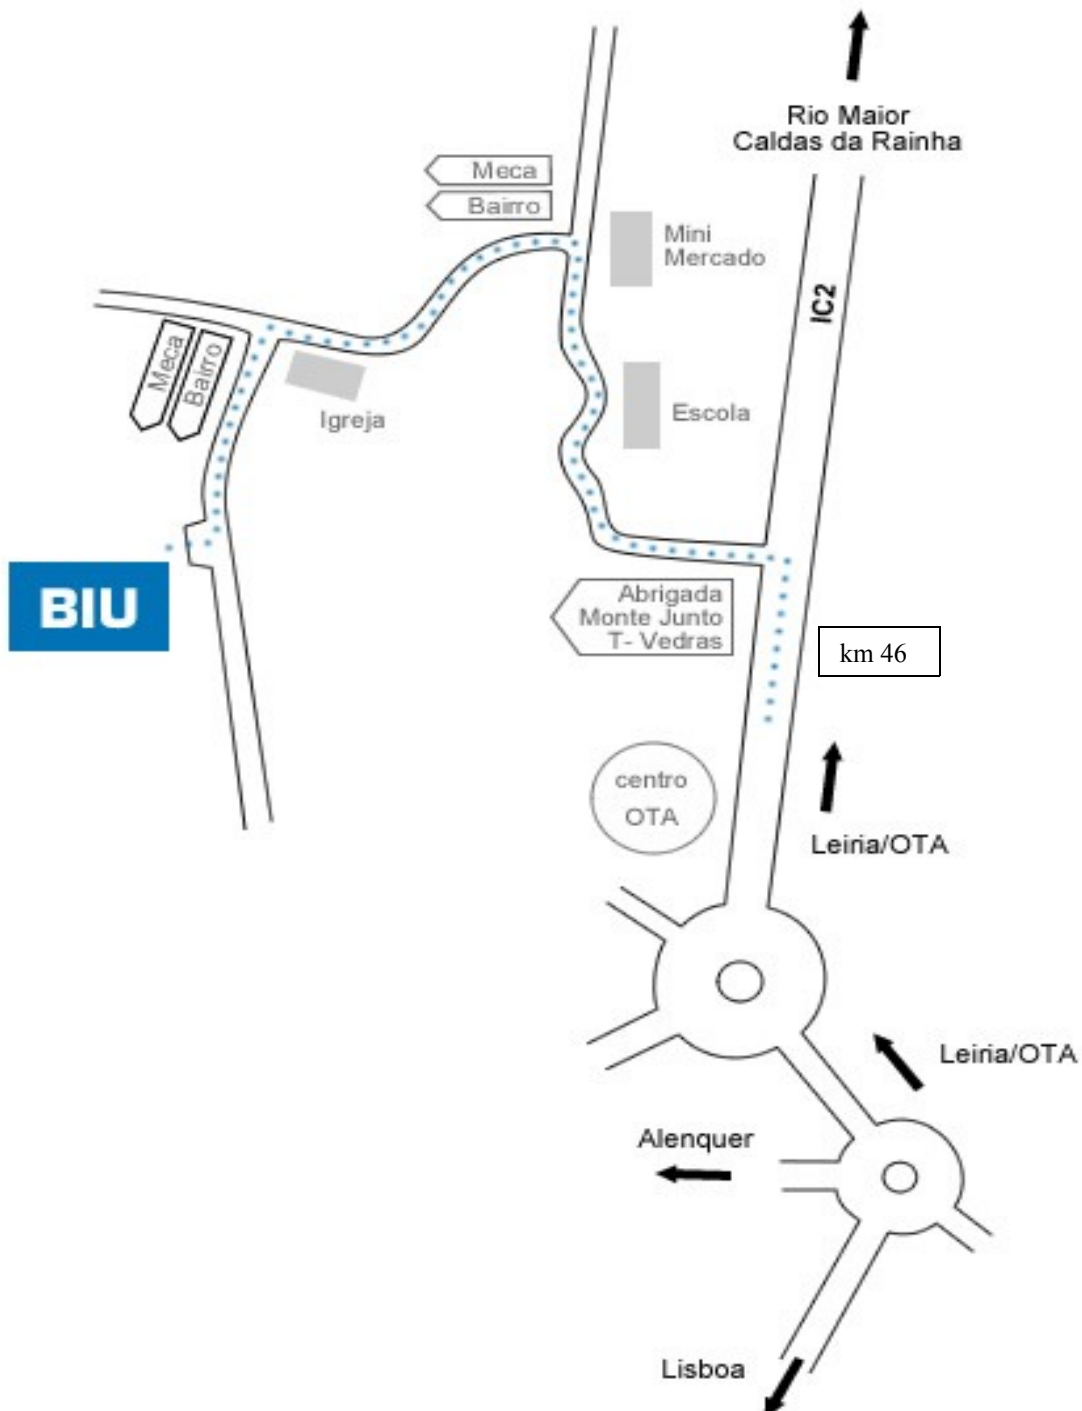 Rio Maior
Caldas da Rainha
Meca
Bairro
Mini
Mercado
IC2
Meca
Bairro
Igreja
Escola
BIU
Abrigada
Monte Junto
T- Vedras
km 46
centro
OTA
Leiria/OTA
Leiria/OTA
Alenquer
Lisboa